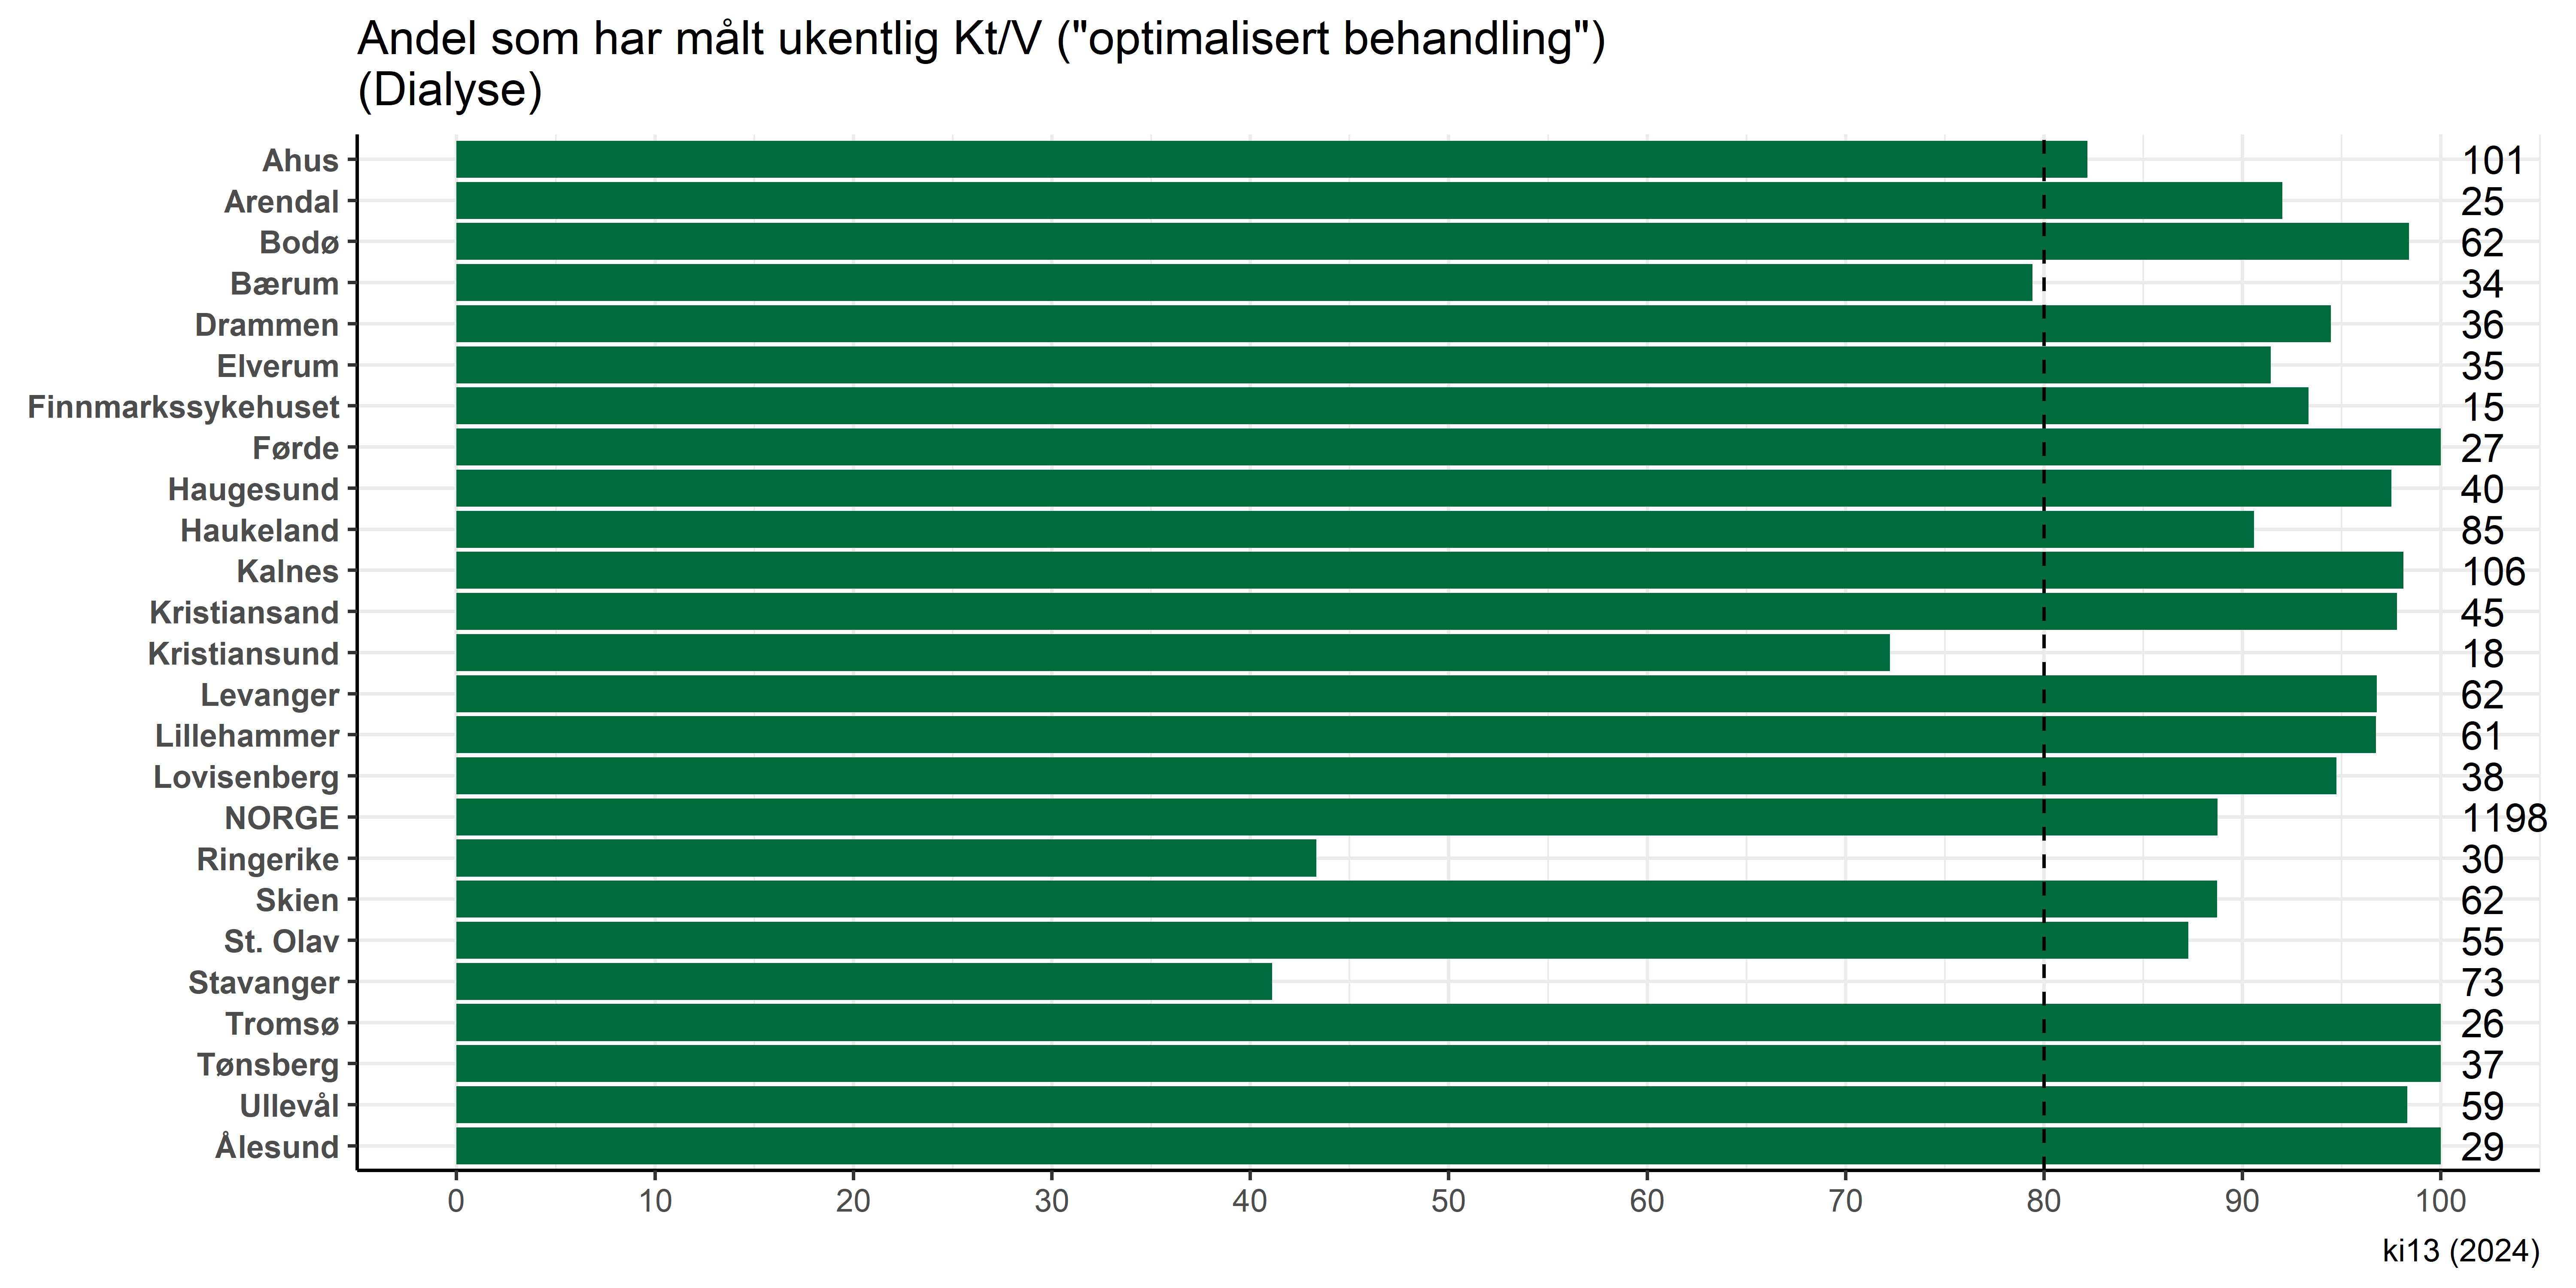 Andel som har målt ukentlig Kt/V ("optimalisert behandling")
(Dialyse)
Ahus 101
Arendal 25
Bodø 62
Bærum 34
Drammen 36
Elverum 35
Finnmarkssykehuset 15
Førde 27
Haugesund 40
Haukeland 85
Kalnes 106
Kristiansand 45
Kristiansund 18
Levanger 62
Lillehammer 61
Lovisenberg 38
NORGE 1198
Ringerike 30
Skien 62
St. Olav 55
Stavanger 73
Tromsø 26
Tønsberg 37
Ullevål 59
Ålesund 29
0 10 20 30 40 50 60 70 80 90 100
ki13 (2024)